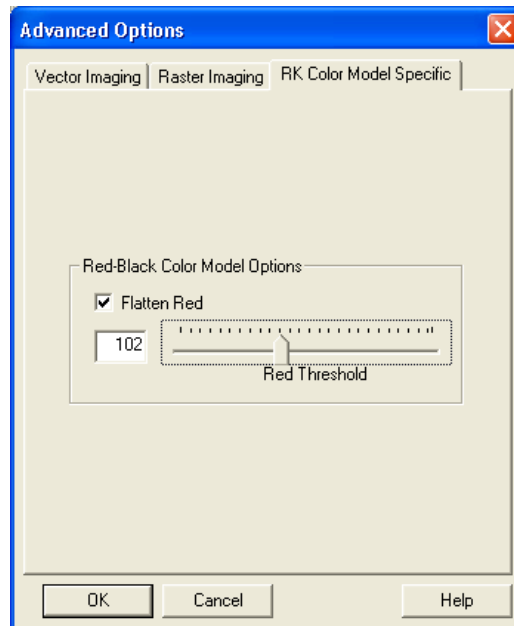 Advanced Options
Vector Imaging Raster Imaging RK Color Model Specific
Red-Black Color Model Options
Flatten Red
102
Red Threshold
OK Cancel Help